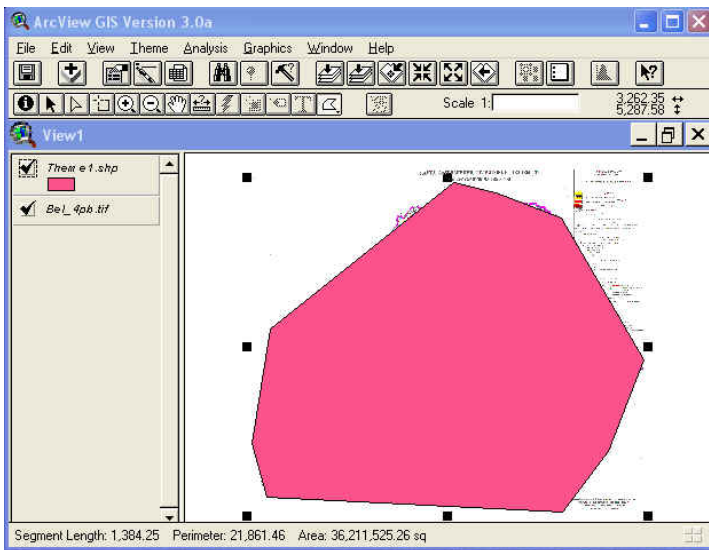 ArcView GIS Version 3.0a
File Edit View Theme Analysis Graphics Window Help
Scale 1:
3,262.35
5,287.58
View1
Theme1.shp
Bel_4pb.tif
Segment Length: 1,384.25 Perimeter: 21,861.46 Area: 36,211,525.26 sq